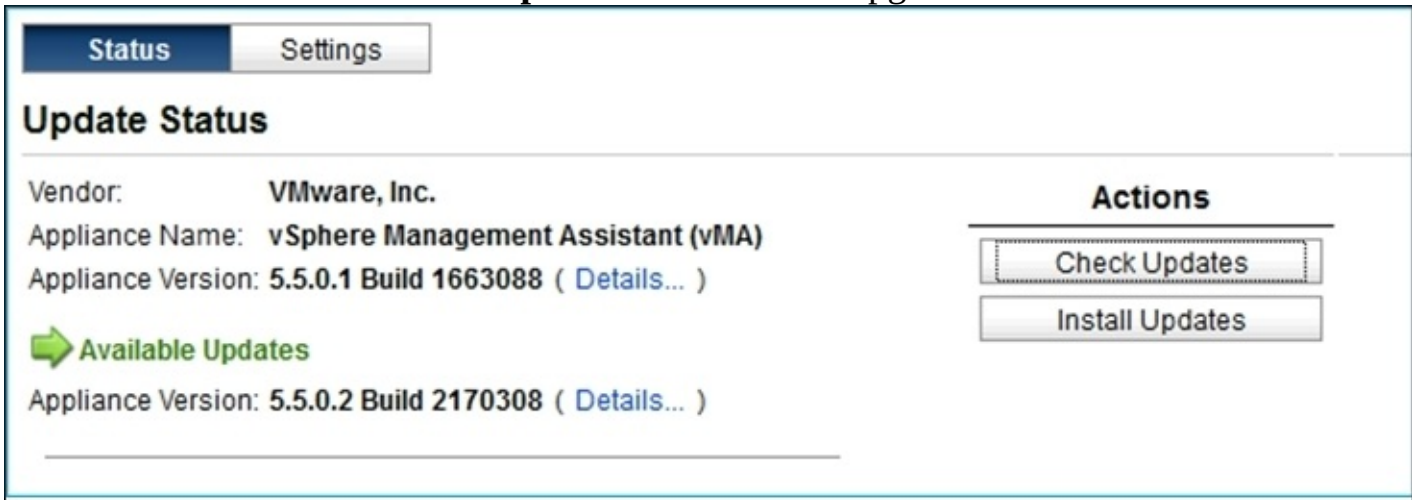 Status Settings
Update Status
Vendor: VMware, Inc.
Actions
Appliance Name: vSphere Management Assistant (vMA)
Check Updates
Appliance Version: 5.5.0.1 Build 1663088 ( Details... )
Install Updates
Available Updates
Appliance Version: 5.5.0.2 Build 2170308 ( Details... )